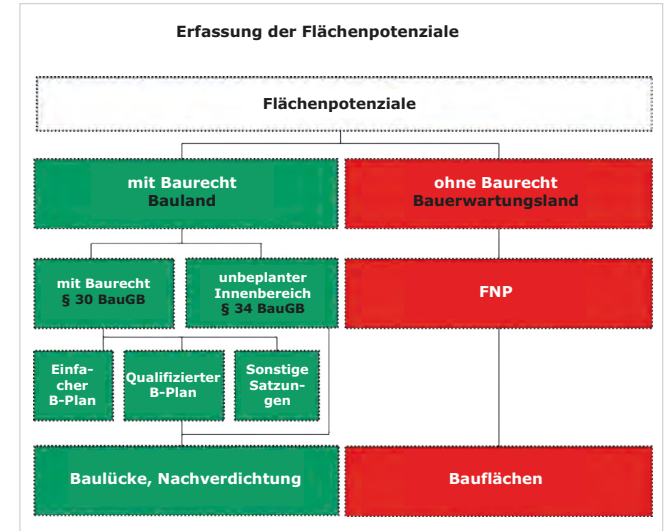 Erfassung der Flächenpotenziale
Flächenpotenziale
mit Baurecht
Bauland
ohne Baurecht
Bauerwartungsland
mit Baurecht
§ 30 BauGB
unbeplanter
Innenbereich
§ 34 BauGB
FNP
Einfa-
cher
B-Plan
Qualifizierter
B-Plan
Sonstige
Satzun-
gen
Baulücke, Nachverdichtung
Bauflächen